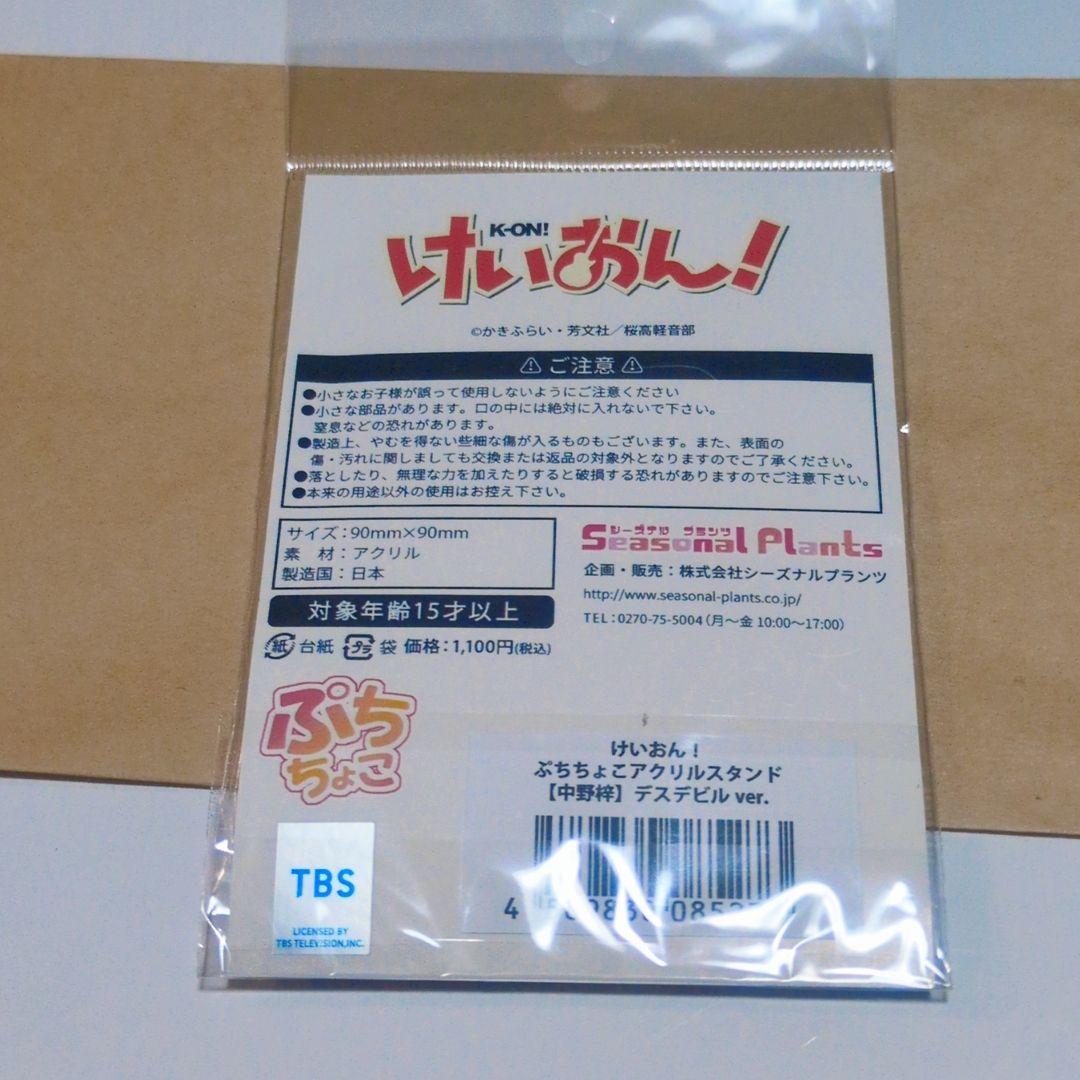 K-ON!
けいおん!
©かきふらい・芳文社／桜高軽音部
⚠ ご注意 ⚠
●小さなお子様が誤って使用しないようにご注意ください
●小さな部品があります。口の中には絶対に入れないで下さい。
窒息などの恐れがあります。
●製造上、やむを得ない些細な傷が入るものもございます。また、表面の
傷・汚れに関しましても交換または返品の対象外となりますのでご了承ください。
●落としたり、無理な力を加えたりすると破損する恐れがありますのでご注意下さい。
●本来の用途以外の使用はお控え下さい。
サイズ：90mm×90mm
素　材：アクリル
製造国：日本
対象年齢15才以上
紙 台紙 プラ 袋 価格：1,100円(税込)
シーズナル プランツ
Seasonal Plants
企画・販売：株式会社シーズナルプランツ
http://www.seasonal-plants.co.jp/
TEL：0270-75-5004（月～金 10:00～17:00）
ぷち
ちょこ
TBS
LICENSED BY
TBS TELEVISION,INC.
けいおん！
ぷちちょこアクリルスタンド
【中野梓】デスデビル ver.